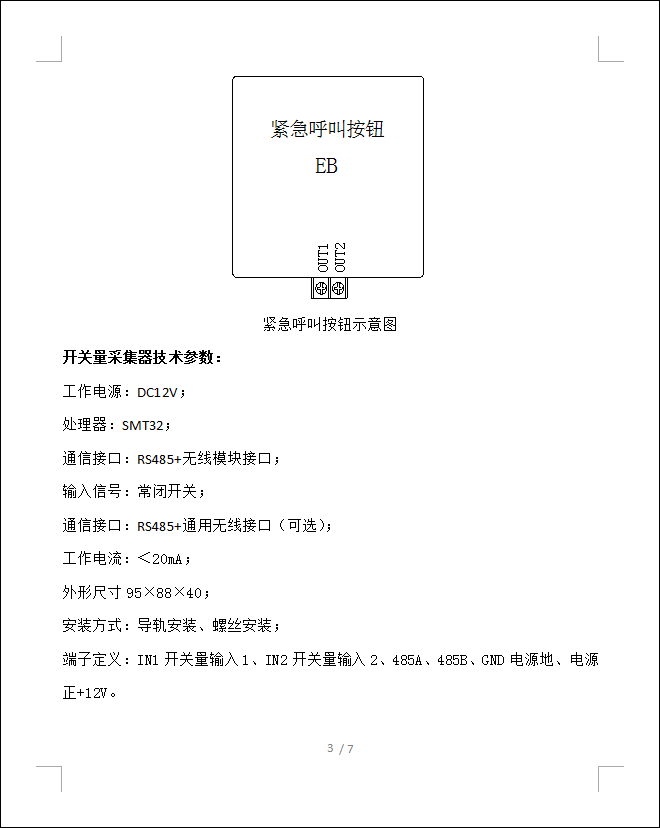 紧急呼叫按钮
EB
OUT1
OUT2
紧急呼叫按钮示意图
开关量采集器技术参数：
工作电源：DC12V；
处理器：SMT32；
通信接口：RS485+无线模块接口；
输入信号：常闭开关；
通信接口：RS485+通用无线接口（可选）；
工作电流：＜20mA；
外形尺寸 95×88×40；
安装方式：导轨安装、螺丝安装；
端子定义：IN1 开关量输入 1、IN2 开关量输入 2、485A、485B、GND 电源地、电源
正+12V。
3 / 7